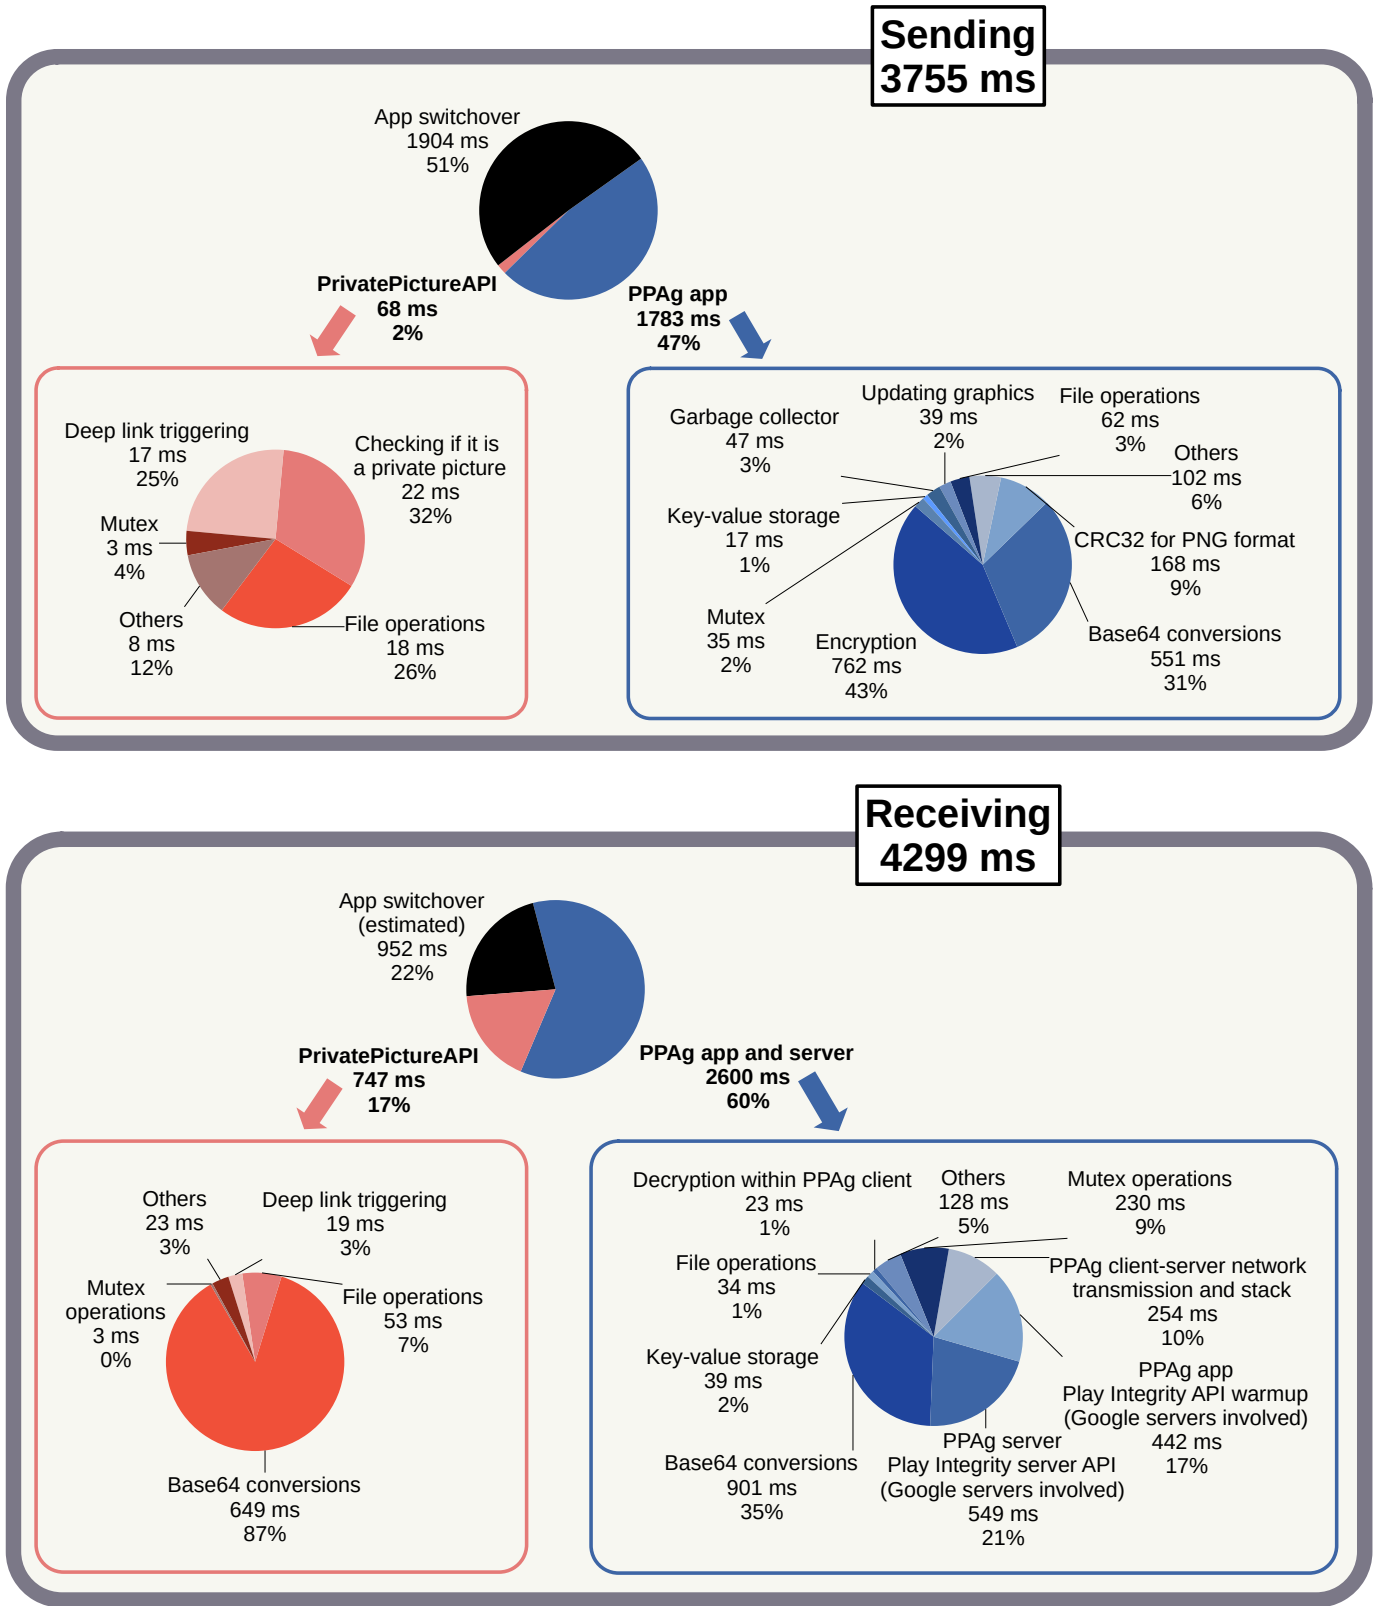 Sending
3755 ms
App switchover
1904 ms
51%
PrivatePictureAPI
68 ms
2%
PPAg app
1783 ms
47%
Deep link triggering
17 ms
25%
Checking if it is
a private picture
22 ms
32%
Mutex
3 ms
4%
Others
8 ms
12%
File operations
18 ms
26%
Updating graphics
39 ms
2%
File operations
62 ms
3%
Garbage collector
47 ms
3%
Others
102 ms
6%
Key-value storage
17 ms
1%
CRC32 for PNG format
168 ms
9%
Mutex
35 ms
2%
Encryption
762 ms
43%
Base64 conversions
551 ms
31%
Receiving
4299 ms
App switchover
(estimated)
952 ms
22%
PrivatePictureAPI
747 ms
17%
PPAg app and server
2600 ms
60%
Others
23 ms
3%
Deep link triggering
19 ms
3%
Mutex
operations
3 ms
0%
File operations
53 ms
7%
Base64 conversions
649 ms
87%
Decryption within PPAg client
23 ms
1%
Others
128 ms
5%
Mutex operations
230 ms
9%
File operations
34 ms
1%
PPAg client-server network
transmission and stack
254 ms
10%
Key-value storage
39 ms
2%
PPAg app
Play Integrity API warmup
(Google servers involved)
442 ms
17%
Base64 conversions
901 ms
35%
PPAg server
Play Integrity server API
(Google servers involved)
549 ms
21%